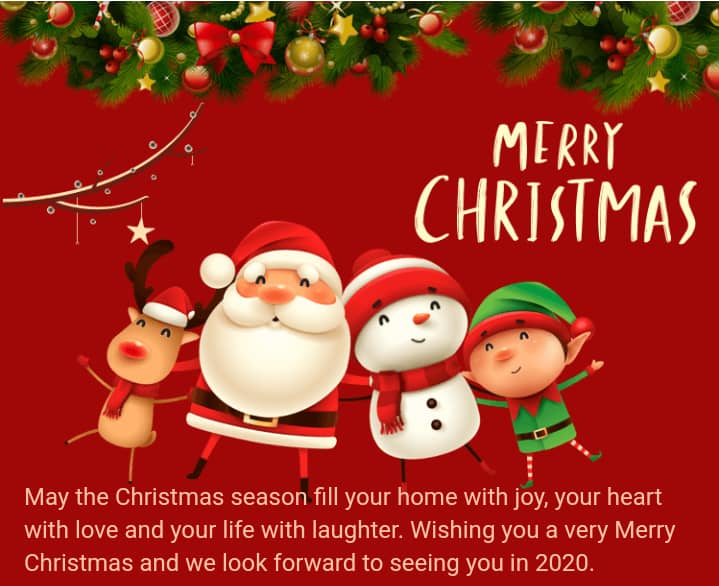 MERRY
CHRISTMAS
May the Christmas season fill your home with joy, your heart
with love and your life with laughter. Wishing you a very Merry
Christmas and we look forward to seeing you in 2020.